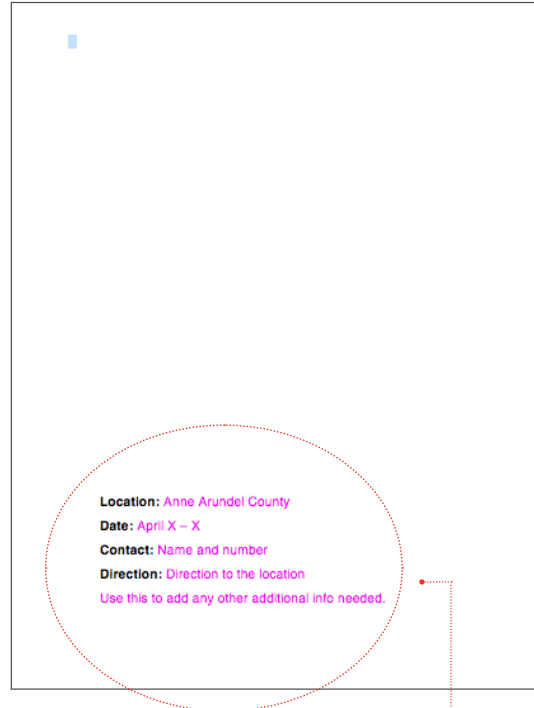 Location: Anne Arundel County
Date: April X – X
Contact: Name and number
Direction: Direction to the location
Use this to add any other additional info needed.